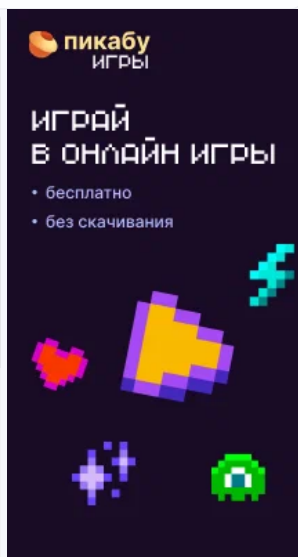 пикабу
ИГРЫ
ИГРАЙ
В ОНЛАЙН ИГРЫ
• бесплатно
• без скачивания